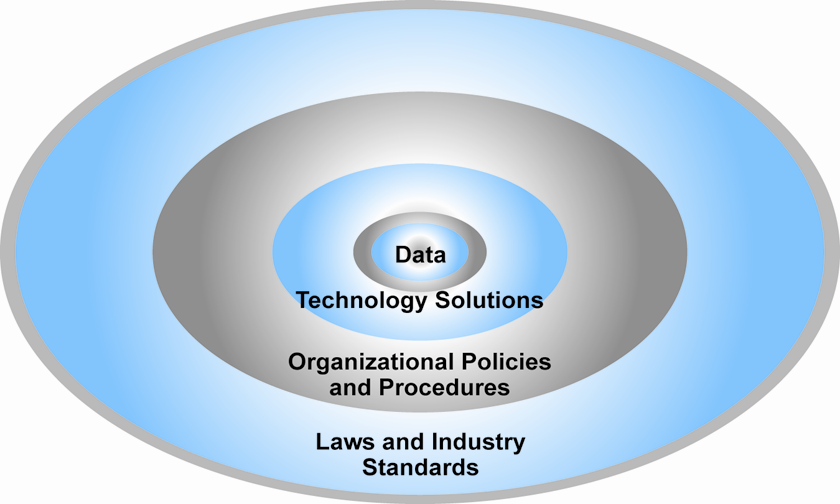 Data
Technology Solutions
Organizational Policies
and Procedures
Laws and Industry
Standards